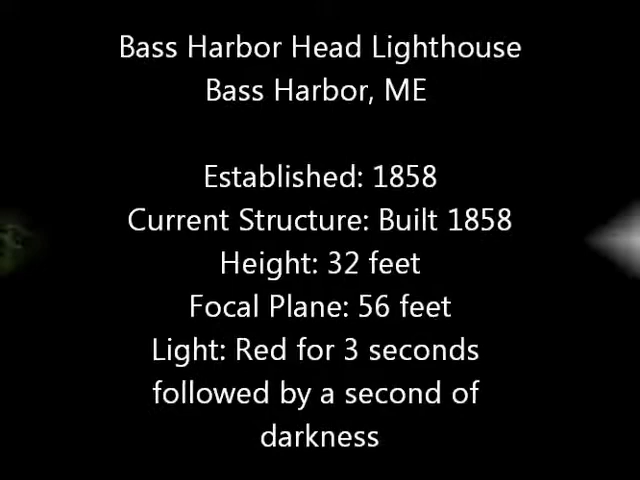 Bass Harbor Head Lighthouse
Bass Harbor, ME
Established: 1858
Current Structure: Built 1858
Height: 32 feet
Focal Plane: 56 feet
Light: Red for 3 seconds
followed by a second of
darkness